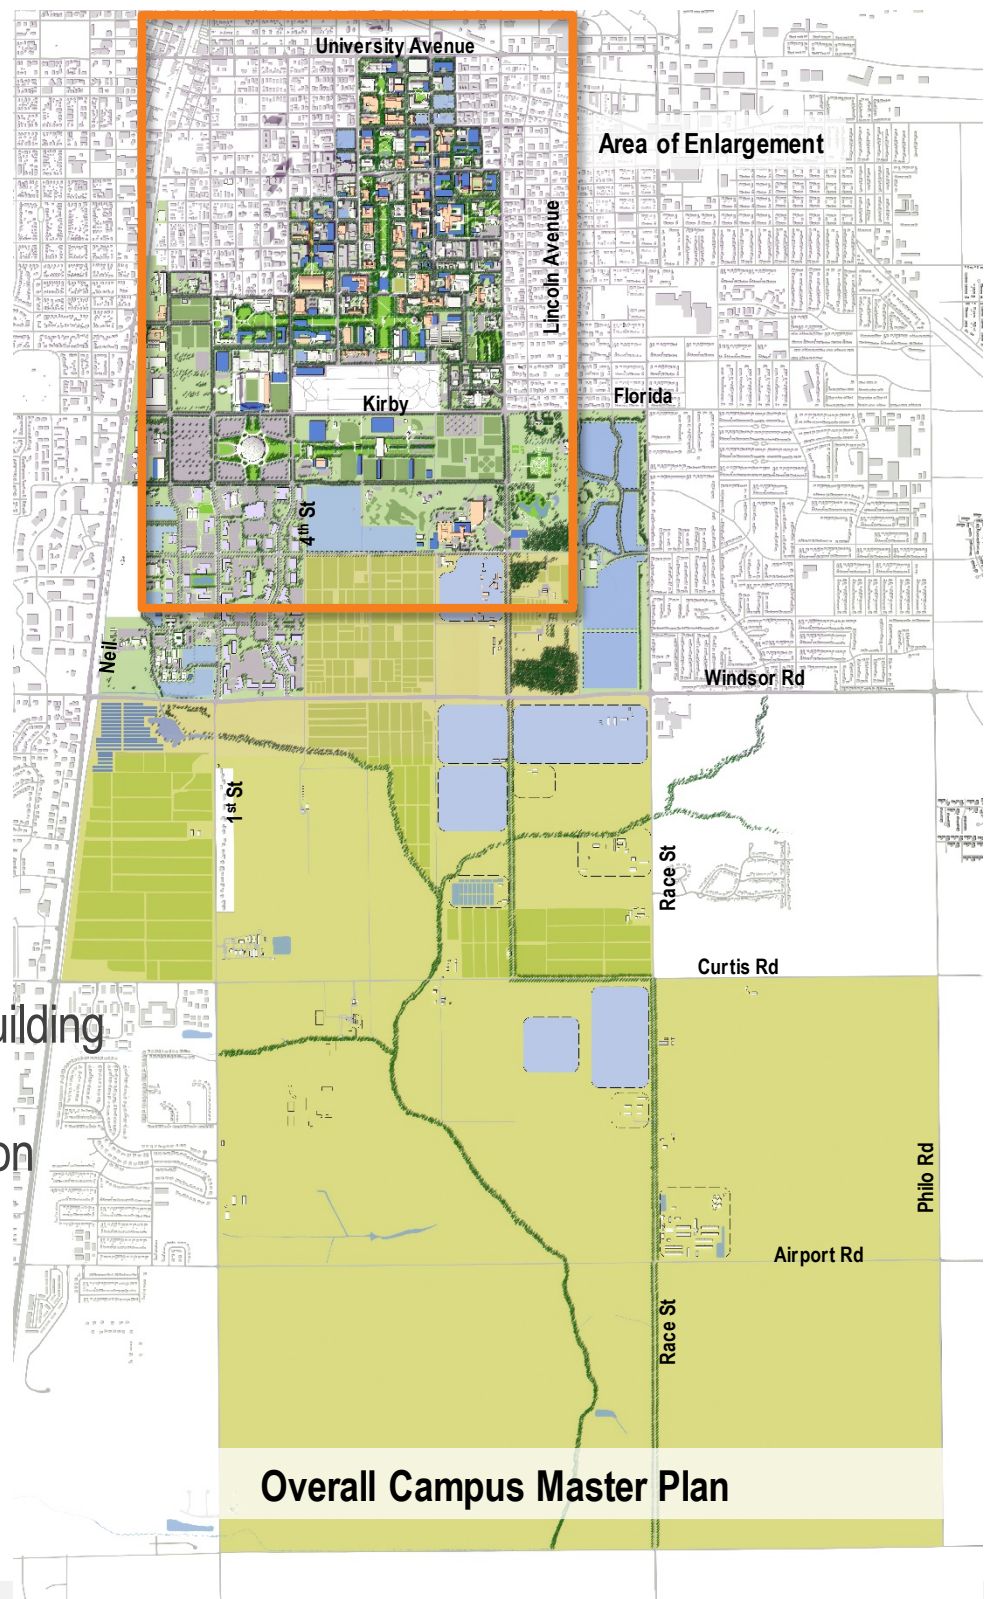 University Avenue
Area of Enlargement
Lincoln Avenue
Florida
Kirby
4th St
Neil
Windsor Rd
1st St
Race St
Curtis Rd
uilding
on
Philo Rd
Airport Rd
Race St
Overall Campus Master Plan